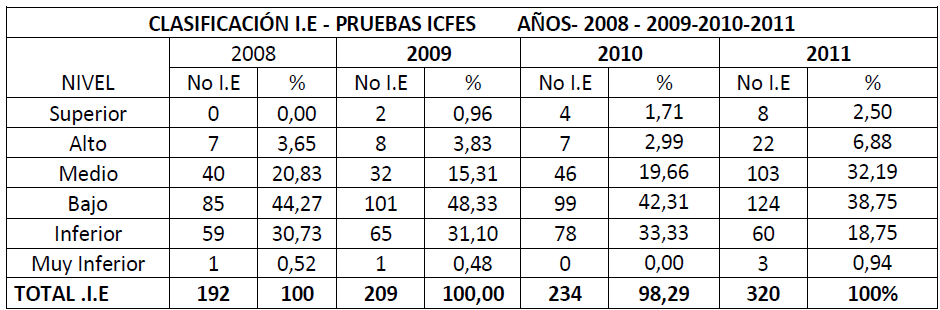 CLASIFICACIÓN I.E - PRUEBAS ICFES AÑOS- 2008 - 2009-2010-2011
NIVEL 2008 2009 2010 2011
No I.E % No I.E % No I.E % No I.E %
Superior 0 0,00 2 0,96 4 1,71 8 2,50
Alto 7 3,65 8 3,83 7 2,99 22 6,88
Medio 40 20,83 32 15,31 46 19,66 103 32,19
Bajo 85 44,27 101 48,33 99 42,31 124 38,75
Inferior 59 30,73 65 31,10 78 33,33 60 18,75
Muy Inferior 1 0,52 1 0,48 0 0,00 3 0,94
TOTAL .I.E 192 100 209 100,00 234 98,29 320 100%